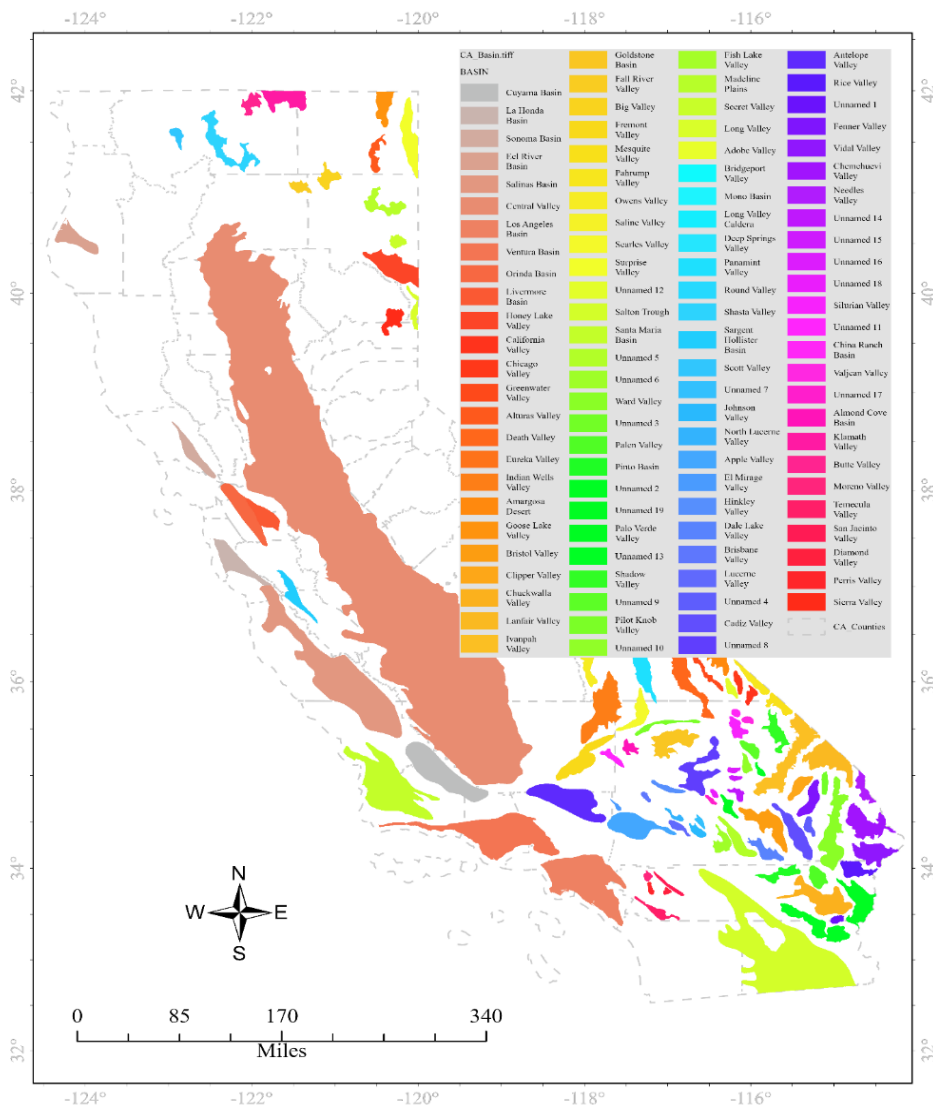 -124°
-122°
-120°
-118°
-116°
42°
40°
38°
36°
34°
32°
42°
40°
38°
36°
34°
32°
CA_Basin.tiff
BASIN
Cuyama Basin
La Honda
Basin
Sonoma Basin
Eel River
Basin
Salinas Basin
Central Valley
Los Angeles
Basin
Ventura Basin
Orinda Basin
Livermore
Basin
Honey Lake
Valley
California
Valley
Chicago
Valley
Greenwater
Valley
Alturas Valley
Death Valley
Eureka Valley
Indian Wells
Valley
Amargosa
Desert
Goose Lake
Valley
Bristol Valley
Clipper Valley
Chuckwalla
Valley
Lanfair Valley
Ivanpah
Valley
Goldstone
Basin
Fall River
Valley
Big Valley
Fremont
Valley
Mesquite
Valley
Pahrump
Valley
Owens Valley
Saline Valley
Searles Valley
Surprise
Valley
Unnamed 12
Salton Trough
Santa Maria
Basin
Unnamed 5
Unnamed 6
Ward Valley
Unnamed 3
Palen Valley
Pinto Basin
Unnamed 2
Unnamed 19
Palo Verde
Valley
Unnamed 13
Shadow
Valley
Unnamed 9
Pilot Knob
Valley
Unnamed 10
Fish Lake
Valley
Madeline
Plains
Secret Valley
Long Valley
Adobe Valley
Bridgeport
Valley
Mono Basin
Long Valley
Caldera
Deep Springs
Valley
Panamint
Valley
Round Valley
Shasta Valley
Sargent
Hollister
Basin
Scott Valley
Unnamed 7
Johnson
Valley
North Lucerne
Valley
Apple Valley
El Mirage
Valley
Hinkley
Valley
Dale Lake
Valley
Brisbane
Valley
Lucerne
Valley
Unnamed 4
Cadiz Valley
Unnamed 8
Antelope
Valley
Rice Valley
Unnamed 1
Fenner Valley
Vidal Valley
Chemehuevi
Valley
Needles
Valley
Unnamed 14
Unnamed 15
Unnamed 16
Unnamed 18
Silurian Valley
Unnamed 11
China Ranch
Basin
Valjean Valley
Unnamed 17
Almond Cove
Basin
Klamath
Valley
Butte Valley
Moreno Valley
Temecula
Valley
San Jacinto
Valley
Diamond
Valley
Perris Valley
Sierra Valley
CA_Counties
N
W
E
S
0
85
170
340
Miles
-124°
-122°
-120°
-118°
-116°